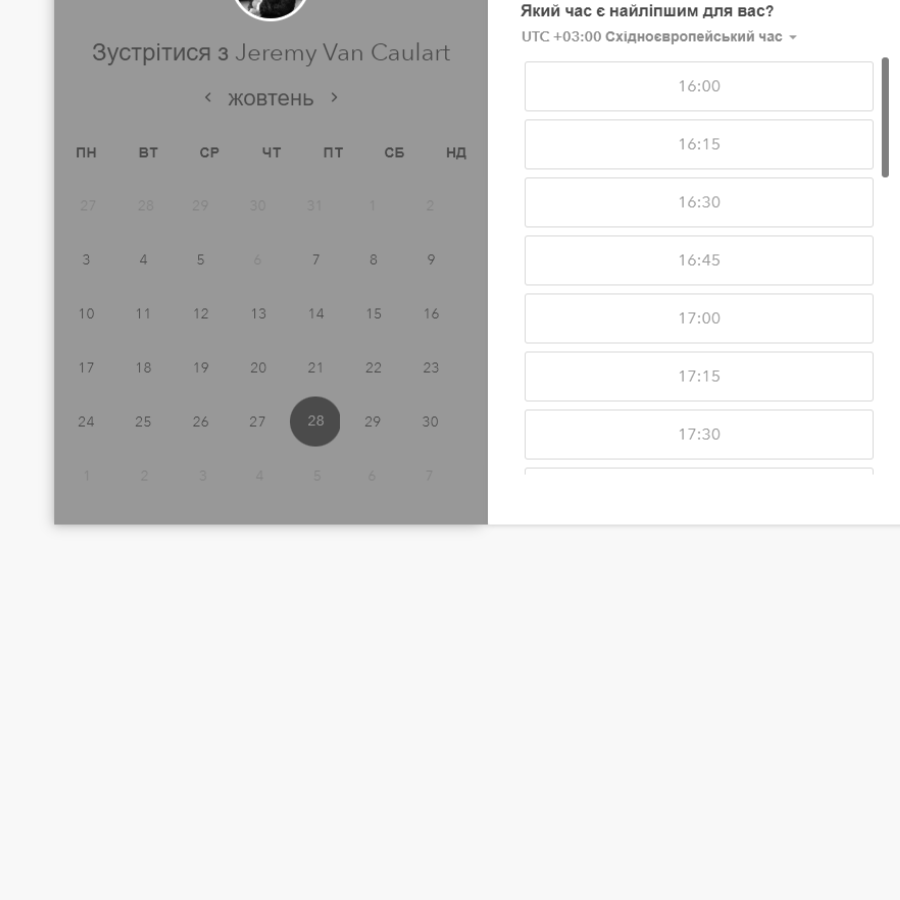 Зустрітися з Jeremy Van Caulart
жовтень
ПН ВТ СР ЧТ ПТ СБ НД
27 28 29 30 31 1 2
3 4 5 6 7 8 9
10 11 12 13 14 15 16
17 18 19 20 21 22 23
24 25 26 27 28 29 30
1 2 3 4 5 6 7
Який час є найліпшим для вас?
UTC +03:00 Східноєвропейський час
16:00
16:15
16:30
16:45
17:00
17:15
17:30